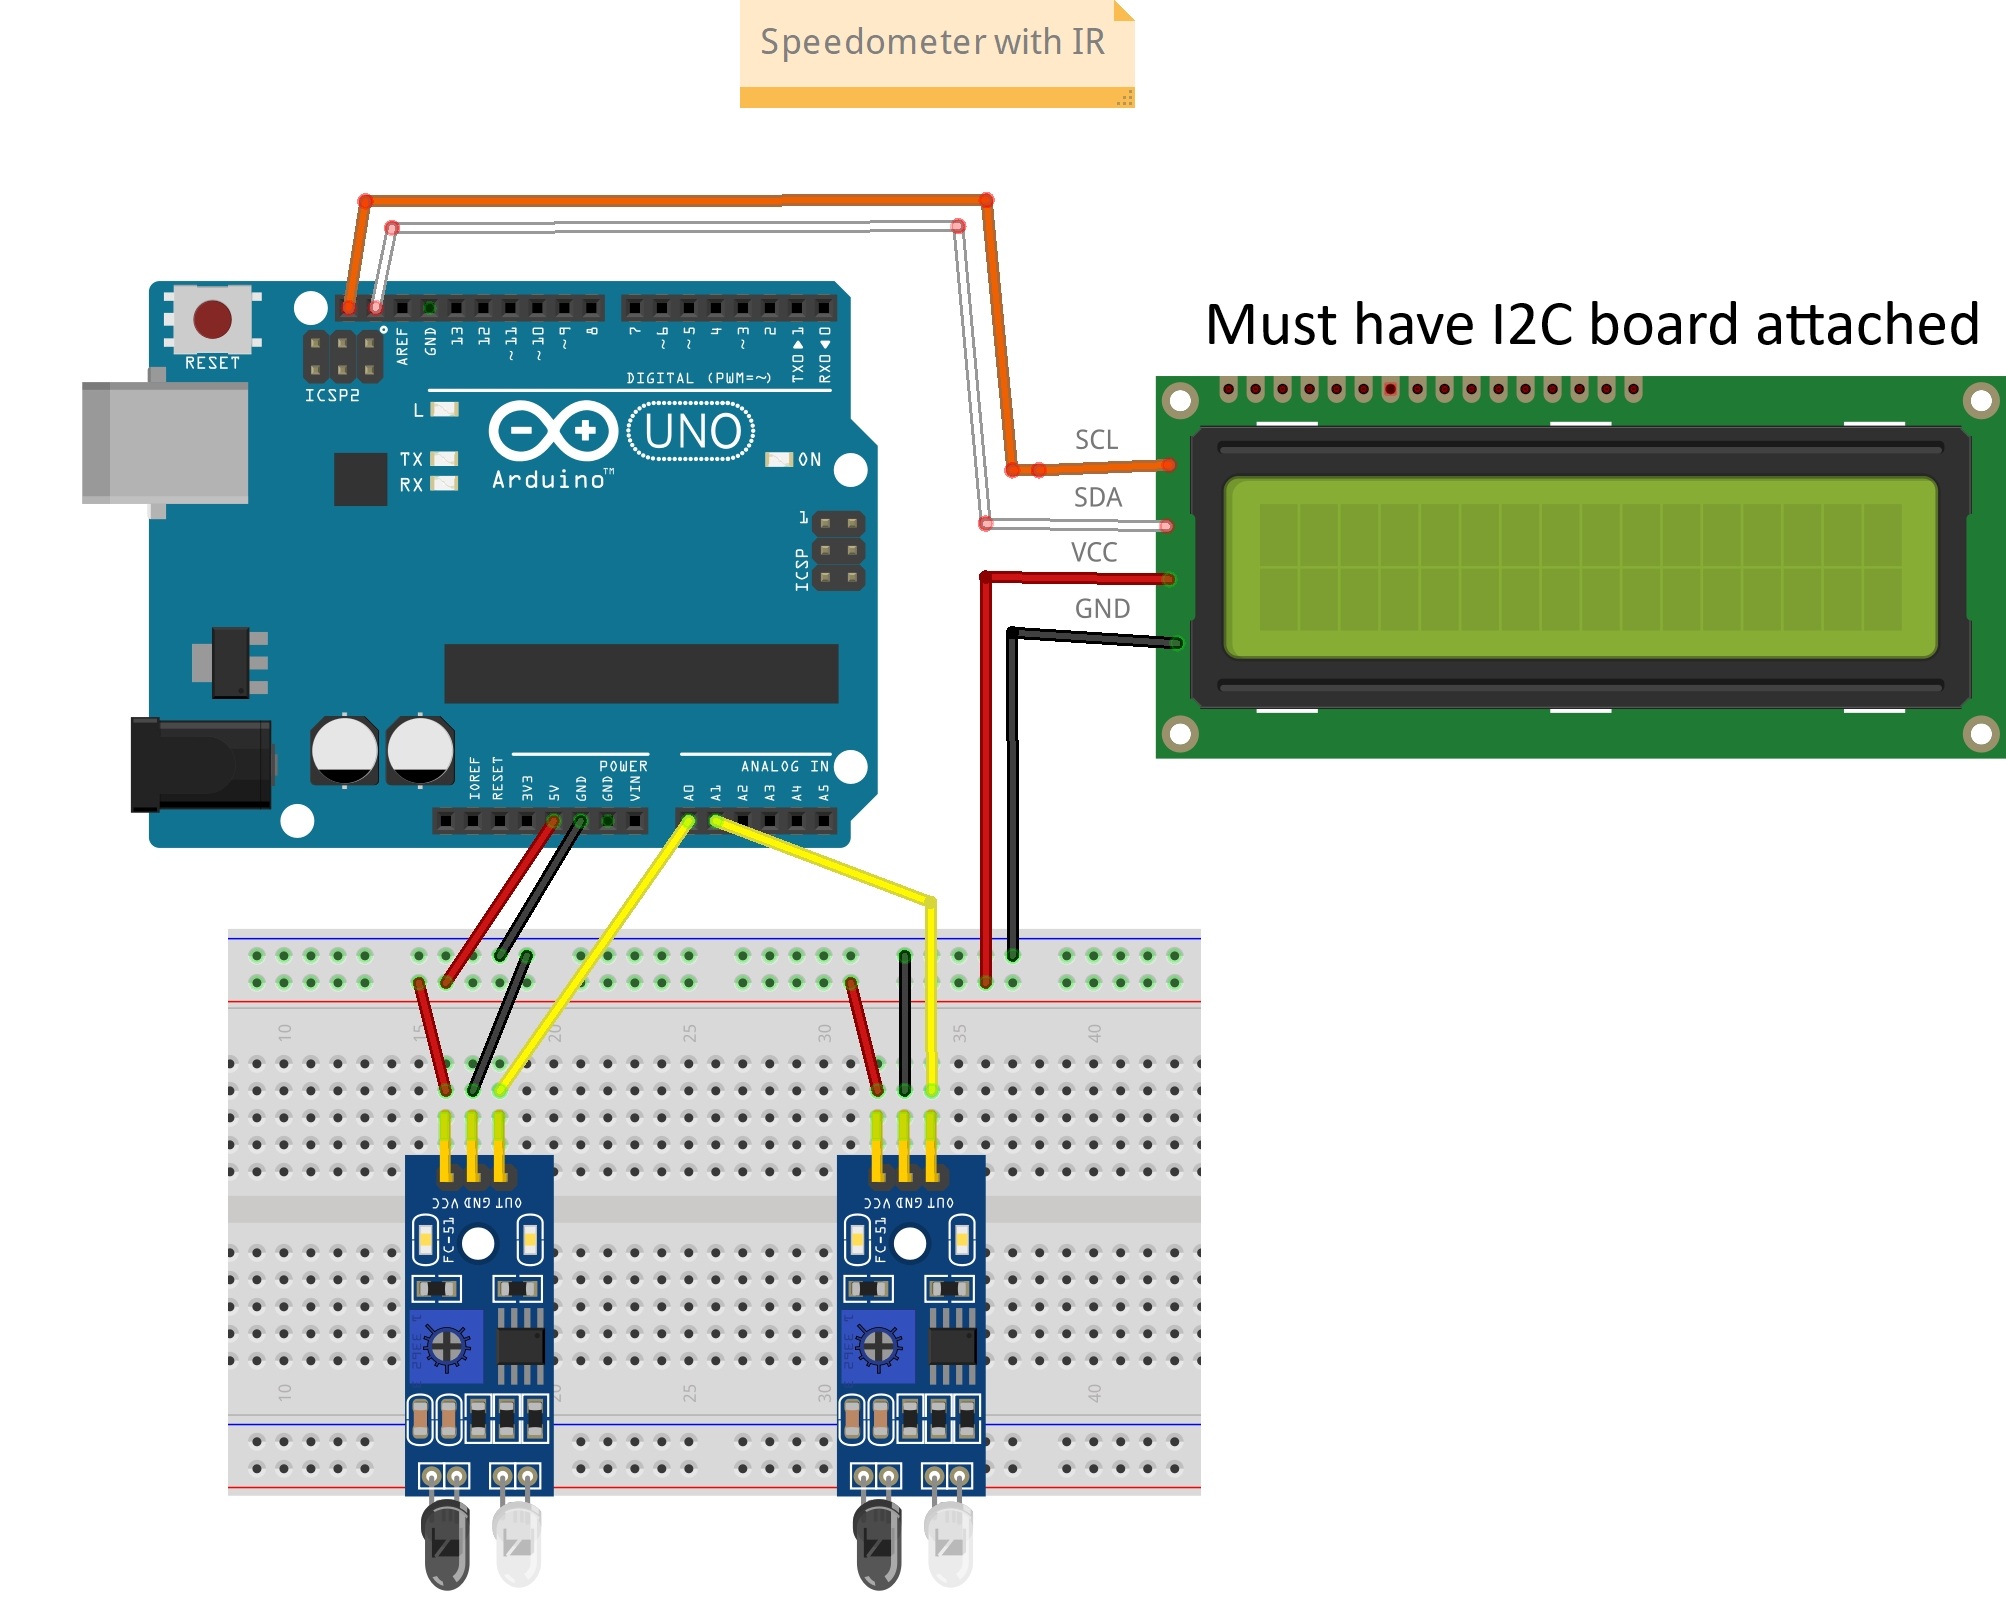 Speedometer with IR
Must have I2C board attached
SCL
SDA
VCC
GND
RESET
ICSP2
AREF
GND
13
12
~11
~10
~9
8
7
~6
~5
4
~3
2
TX0▶1
RX0◀0
DIGITAL (PWM=~)
L
TX
RX
UNO
Arduino™
ON
1
ICSP
POWER
ANALOG IN
IOREF
RESET
3V3
5V
GND
GND
VIN
A0
A1
A2
A3
A4
A5
10
15
20
25
30
35
40
VCC GND OUT
FC-51
VCC GND OUT
FC-51
10
20
25
30
40